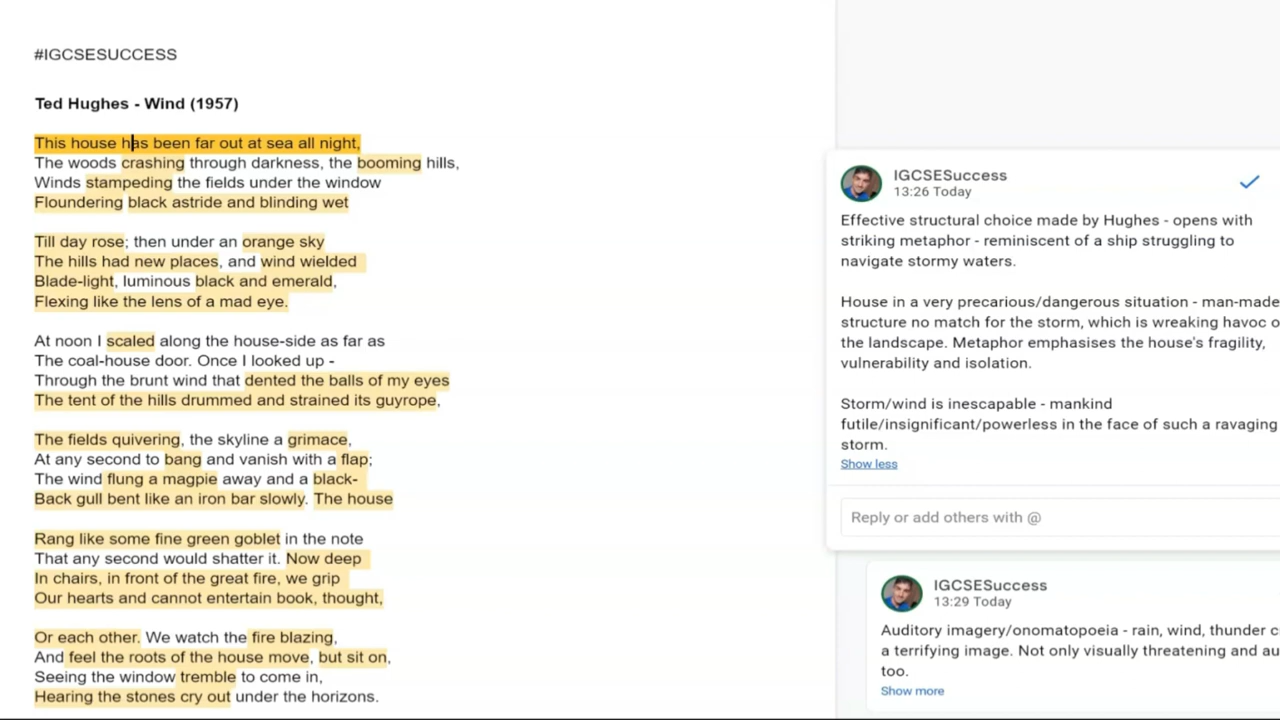 #IGCSESUCCESS
Ted Hughes - Wind (1957)
This house has been far out at sea all night,
The woods crashing through darkness, the booming hills,
Winds stampeding the fields under the window
Floundering black astride and blinding wet
Till day rose; then under an orange sky
The hills had new places, and wind wielded
Blade-light, luminous black and emerald,
Flexing like the lens of a mad eye.
At noon I scaled along the house-side as far as
The coal-house door. Once I looked up -
Through the brunt wind that dented the balls of my eyes
The tent of the hills drummed and strained its guyrope,
The fields quivering, the skyline a grimace,
At any second to bang and vanish with a flap;
The wind flung a magpie away and a black-
Back gull bent like an iron bar slowly. The house
Rang like some fine green goblet in the note
That any second would shatter it. Now deep
In chairs, in front of the great fire, we grip
Our hearts and cannot entertain book, thought,
Or each other. We watch the fire blazing,
And feel the roots of the house move, but sit on,
Seeing the window tremble to come in,
Hearing the stones cry out under the horizons.
IGCSESuccess
13:26 Today
Effective structural choice made by Hughes - opens with
striking metaphor - reminiscent of a ship struggling to
navigate stormy waters.
House in a very precarious/dangerous situation - man-made
structure no match for the storm, which is wreaking havoc o
the landscape. Metaphor emphasises the house's fragility,
vulnerability and isolation.
Storm/wind is inescapable - mankind
futile/insignificant/powerless in the face of such a ravaging
storm.
Show less
Reply or add others with @
IGCSESuccess
13:29 Today
Auditory imagery/onomatopoeia - rain, wind, thunder c
a terrifying image. Not only visually threatening and au
too.
Show more